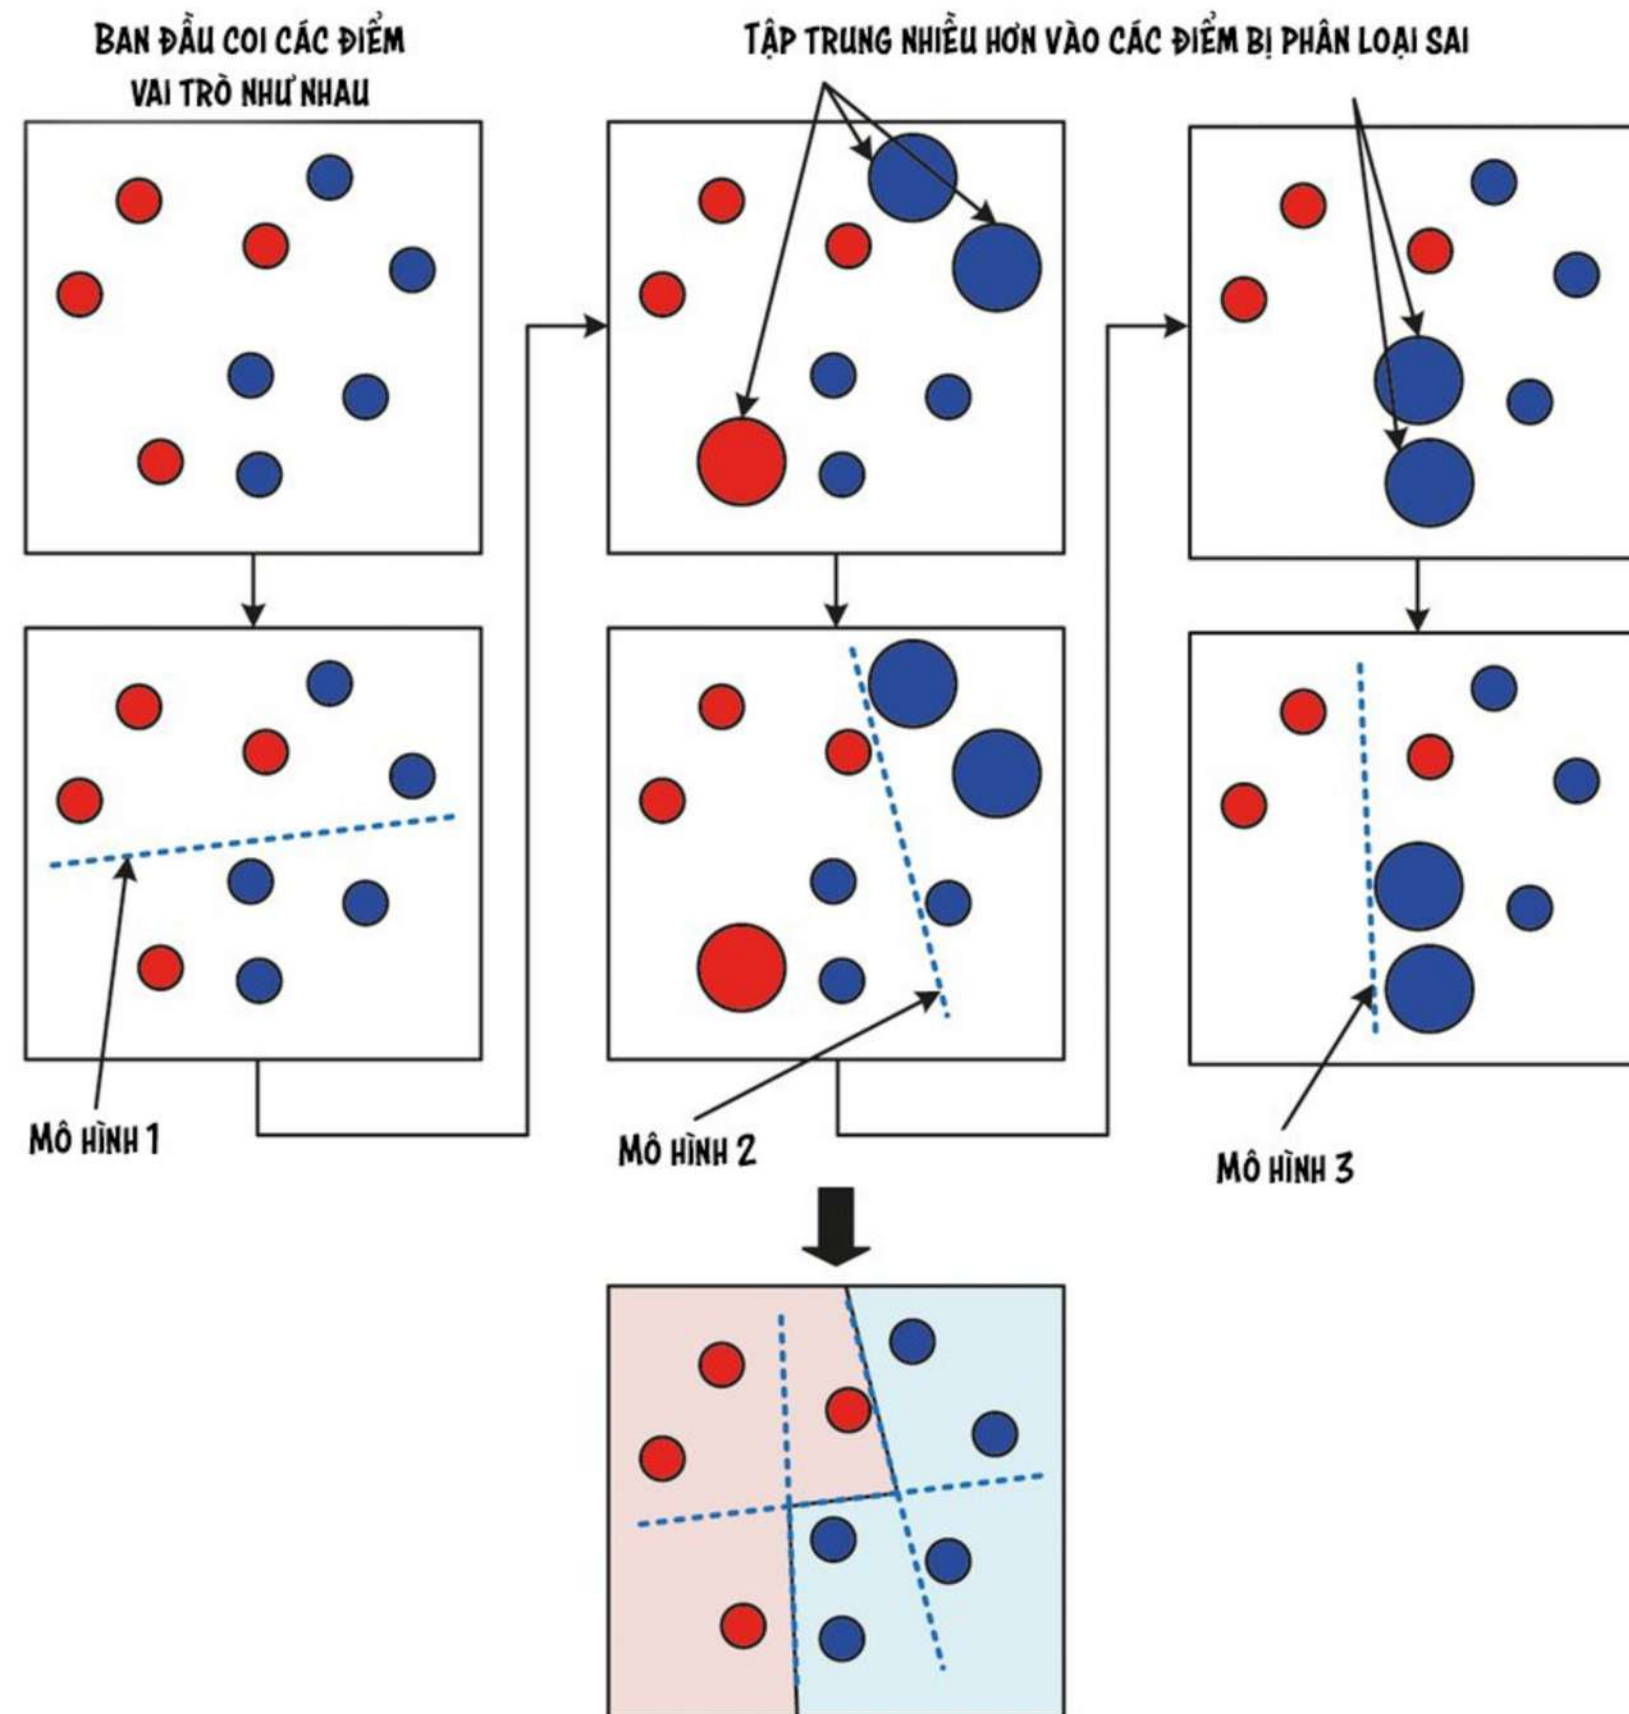 BAN ĐẦU COI CÁC ĐIỂM
VAI TRÒ NHƯ NHAU
TẬP TRUNG NHIỀU HƠN VÀO CÁC ĐIỂM BỊ PHÂN LOẠI SAI
MÔ HÌNH 1
MÔ HÌNH 2
MÔ HÌNH 3